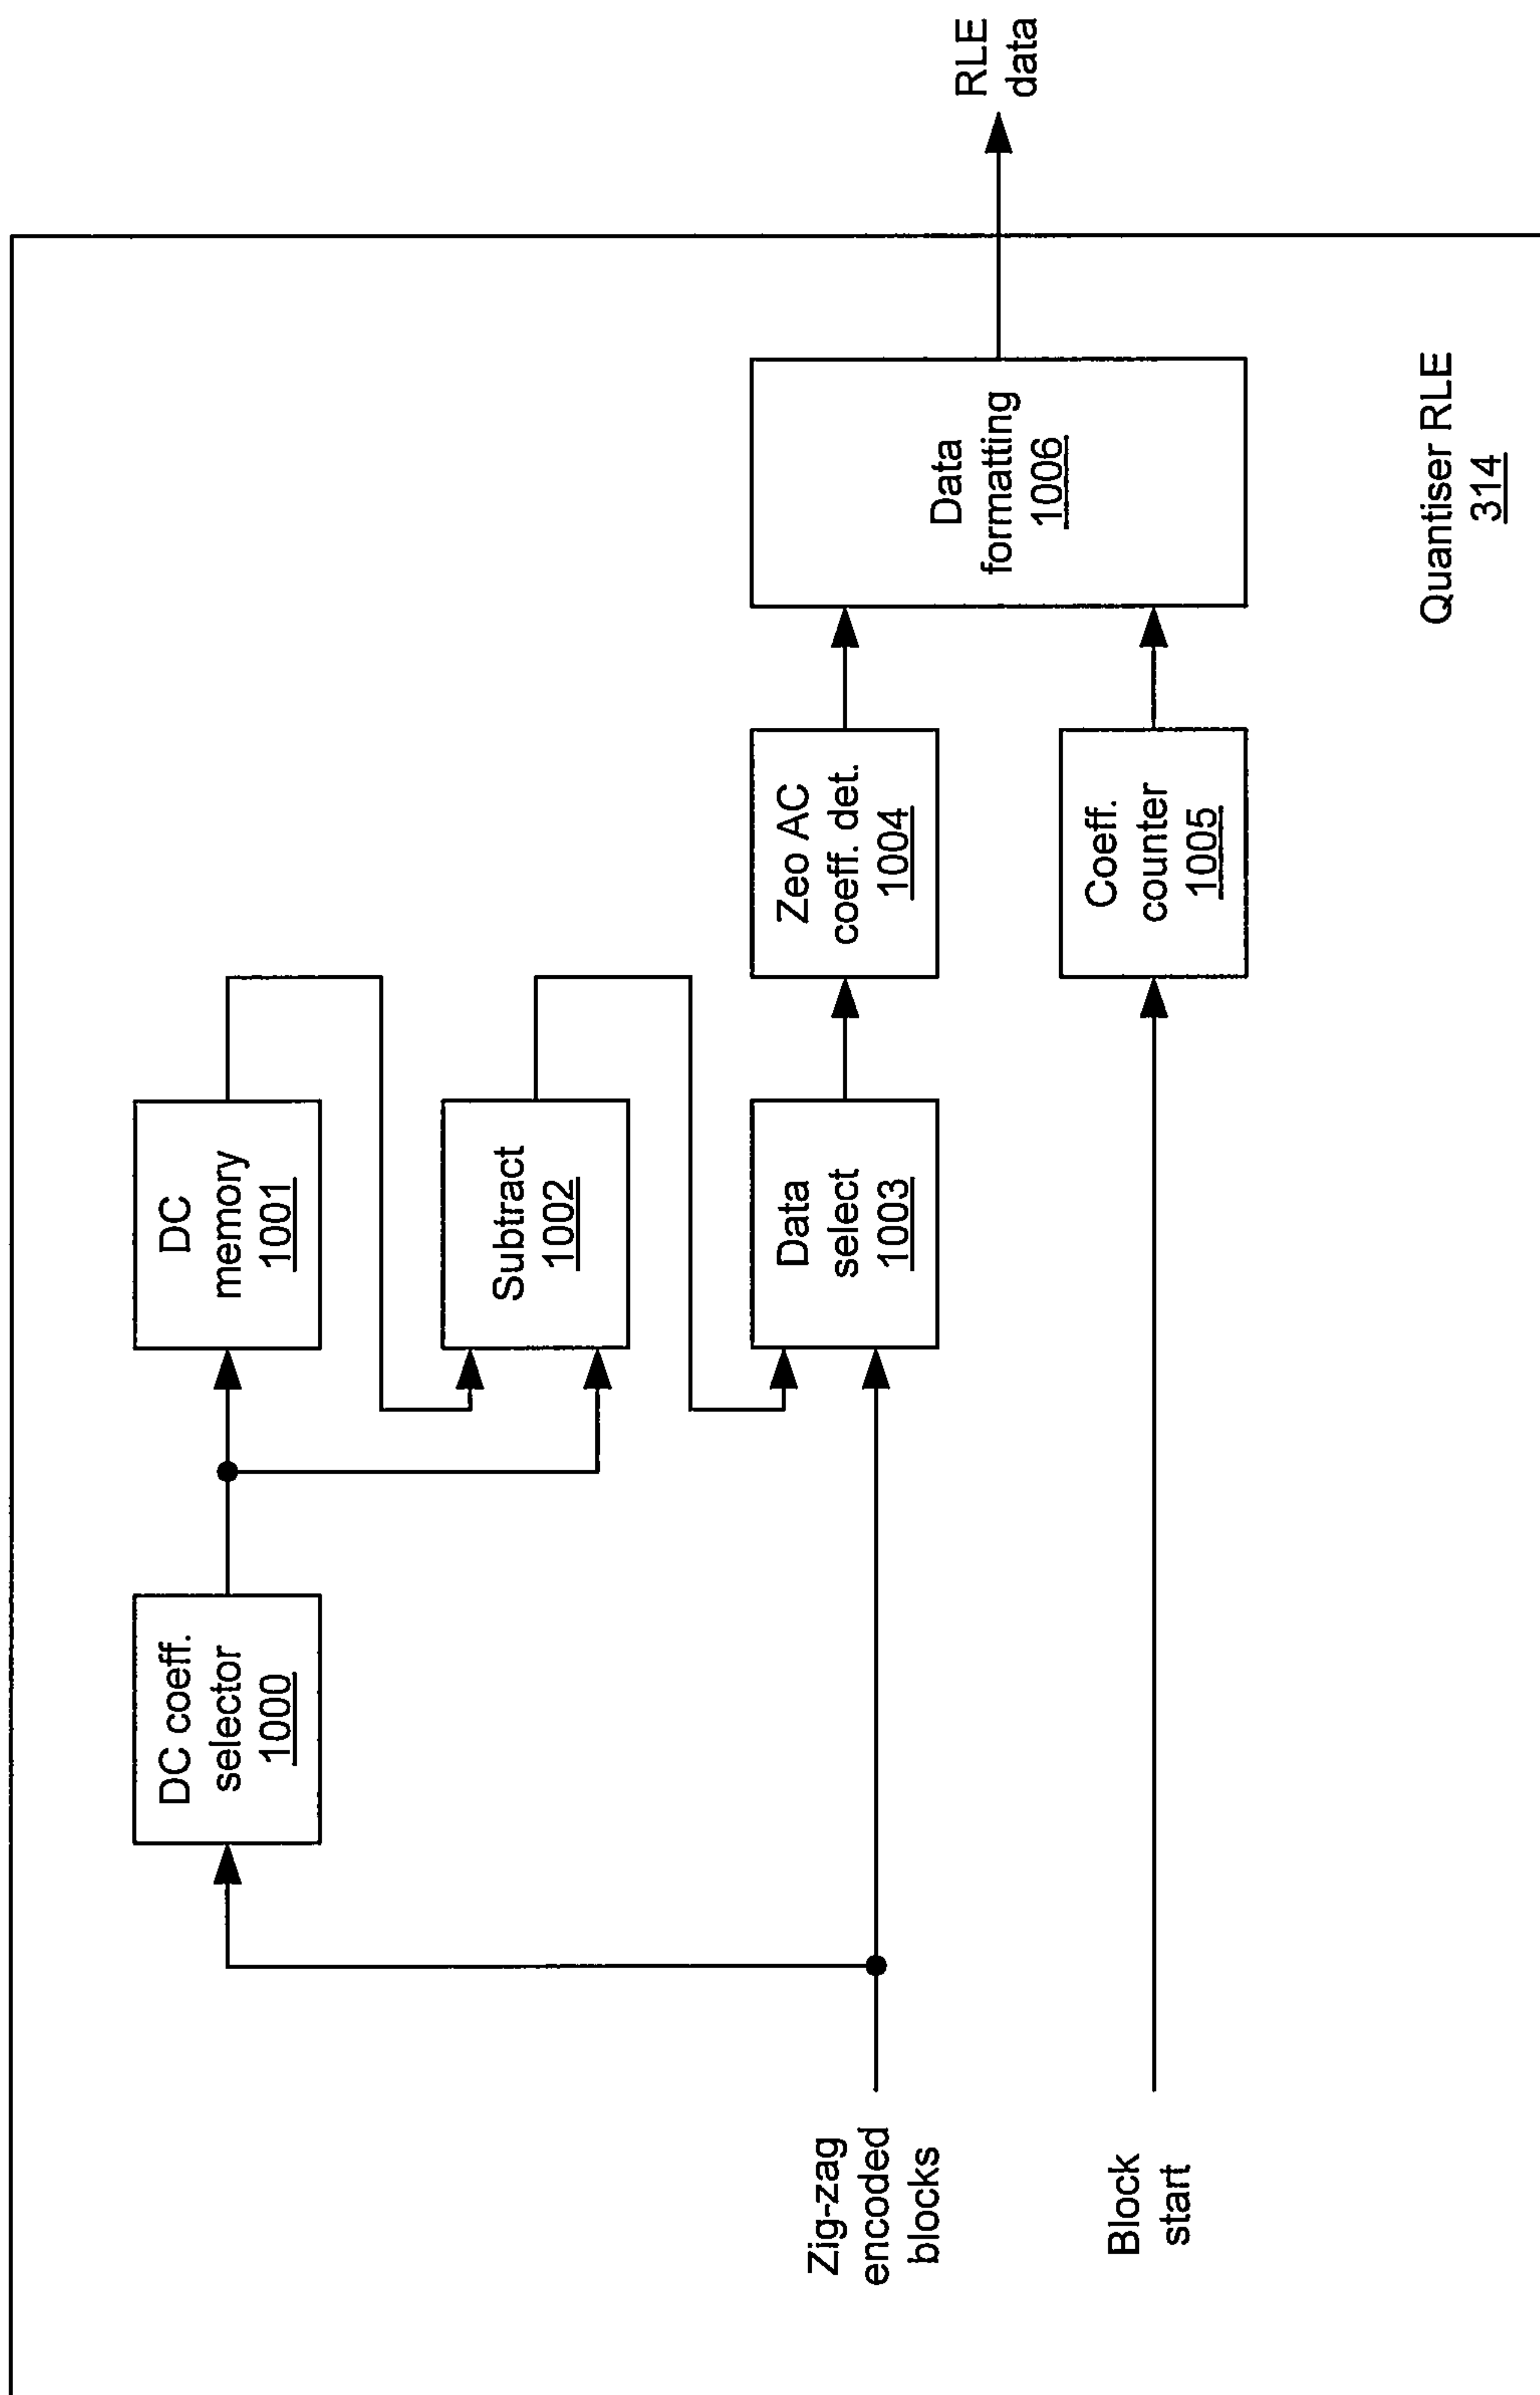 DC coeff.
selector
1000
DC
memory
1001
Subtract
1002
Zig-zag
encoded
blocks
Data
select
1003
Zeo AC
coeff. det.
1004
Block
start
Coeff.
counter
1005
Data
formatting
1006
RLE
data
Quantiser RLE
314